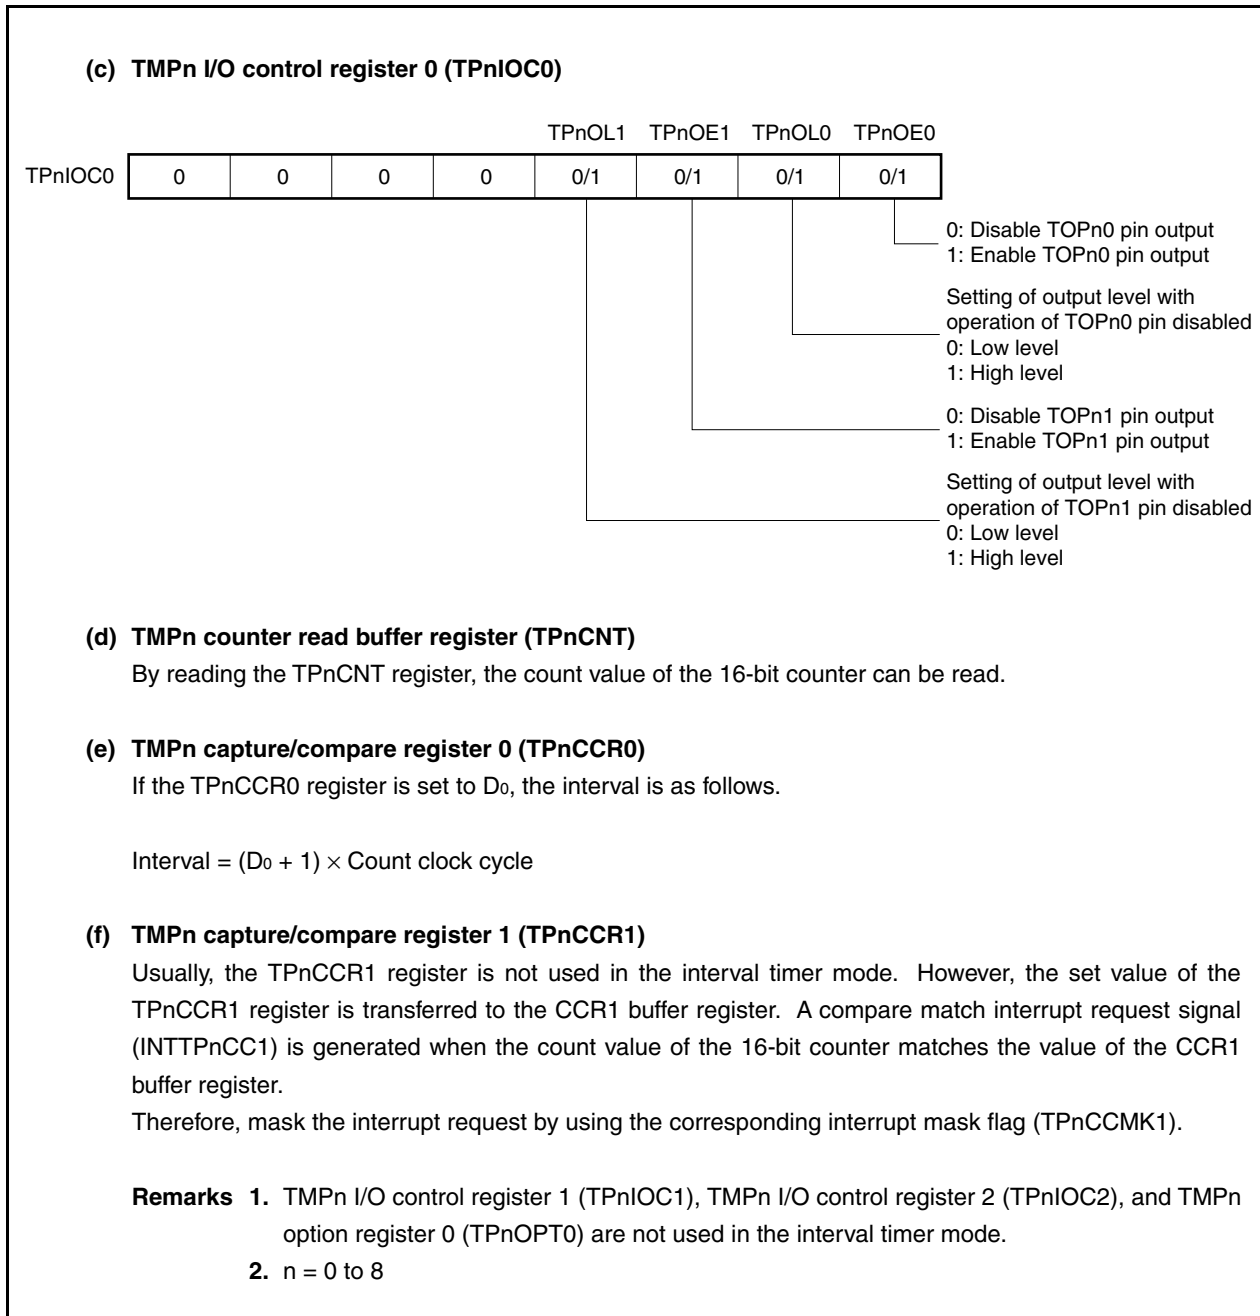 (c) TMPn I/O control register 0 (TPnIOC0)
TPnOL1 TPnOE1 TPnOL0 TPnOE0
TPnIOC0 0 0 0 0 0/1 0/1 0/1 0/1
0: Disable TOPn0 pin output
1: Enable TOPn0 pin output
Setting of output level with
operation of TOPn0 pin disabled
0: Low level
1: High level
0: Disable TOPn1 pin output
1: Enable TOPn1 pin output
Setting of output level with
operation of TOPn1 pin disabled
0: Low level
1: High level
(d) TMPn counter read buffer register (TPnCNT)
By reading the TPnCNT register, the count value of the 16-bit counter can be read.
(e) TMPn capture/compare register 0 (TPnCCR0)
If the TPnCCR0 register is set to D0, the interval is as follows.
Interval = (D0 + 1) × Count clock cycle
(f) TMPn capture/compare register 1 (TPnCCR1)
Usually, the TPnCCR1 register is not used in the interval timer mode. However, the set value of the
TPnCCR1 register is transferred to the CCR1 buffer register. A compare match interrupt request signal
(INTTPnCC1) is generated when the count value of the 16-bit counter matches the value of the CCR1
buffer register.
Therefore, mask the interrupt request by using the corresponding interrupt mask flag (TPnCCMK1).
Remarks 1. TMPn I/O control register 1 (TPnIOC1), TMPn I/O control register 2 (TPnIOC2), and TMPn
option register 0 (TPnOPT0) are not used in the interval timer mode.
2. n = 0 to 8